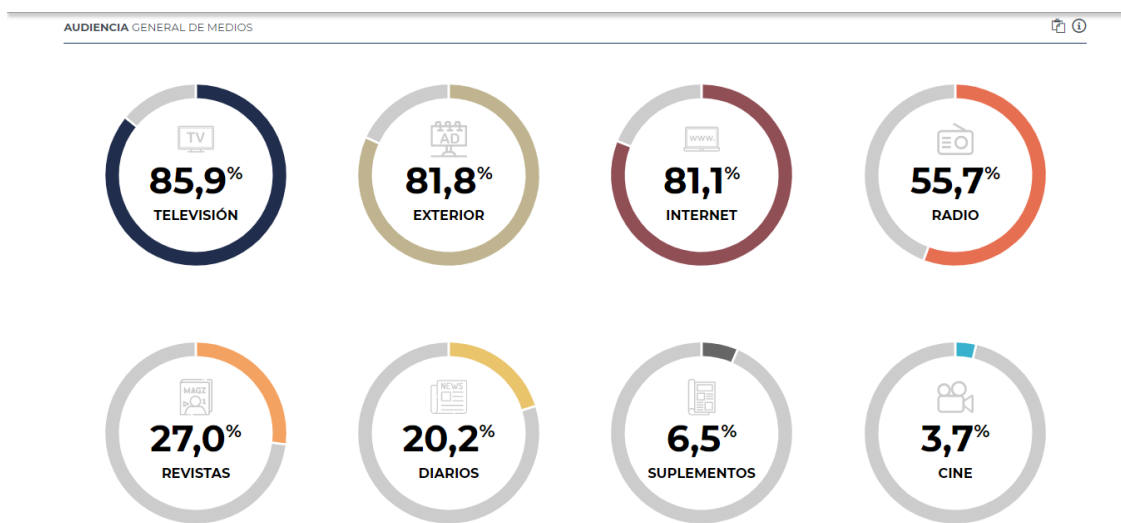 AUDIENCIA GENERAL DE MEDIOS
TV
85,9%
TELEVISIÓN
AD
81,8%
EXTERIOR
www.
81,1%
INTERNET
55,7%
RADIO
MAGZ
1
27,0%
REVISTAS
NEWS
20,2%
DIARIOS
6,5%
SUPLEMENTOS
3,7%
CINE